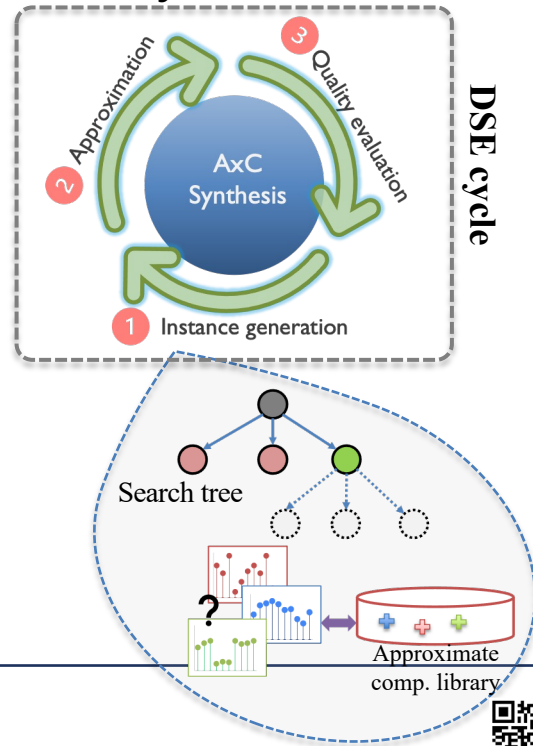 3
Quality evaluation
2
Approximation
AxC
Synthesis
1
Instance generation
DSE cycle
Search tree
?
Approximate
comp. library